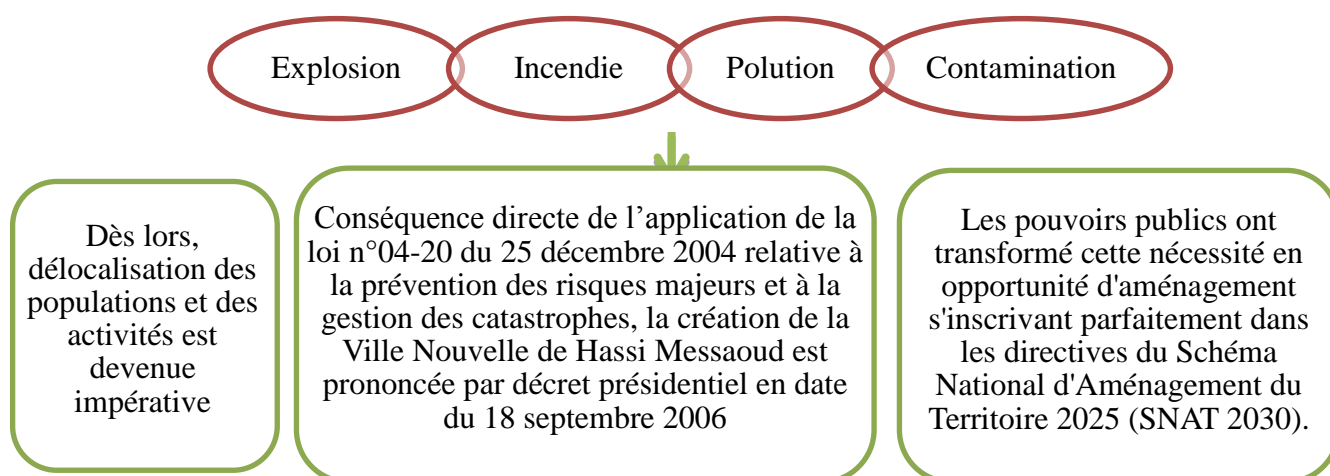 Explosion
Incendie
Polution
Contamination
Dès lors,
délocalisation des
populations et des
activités est
devenue
impérative
Conséquence directe de l’application de la
loi n°04-20 du 25 décembre 2004 relative à
la prévention des risques majeurs et à la
gestion des catastrophes, la création de la
Ville Nouvelle de Hassi Messaoud est
prononcée par décret présidentiel en date
du 18 septembre 2006
Les pouvoirs publics ont
transformé cette nécessité en
opportunité d'aménagement
s'inscrivant parfaitement dans
les directives du Schéma
National d'Aménagement du
Territoire 2025 (SNAT 2030).